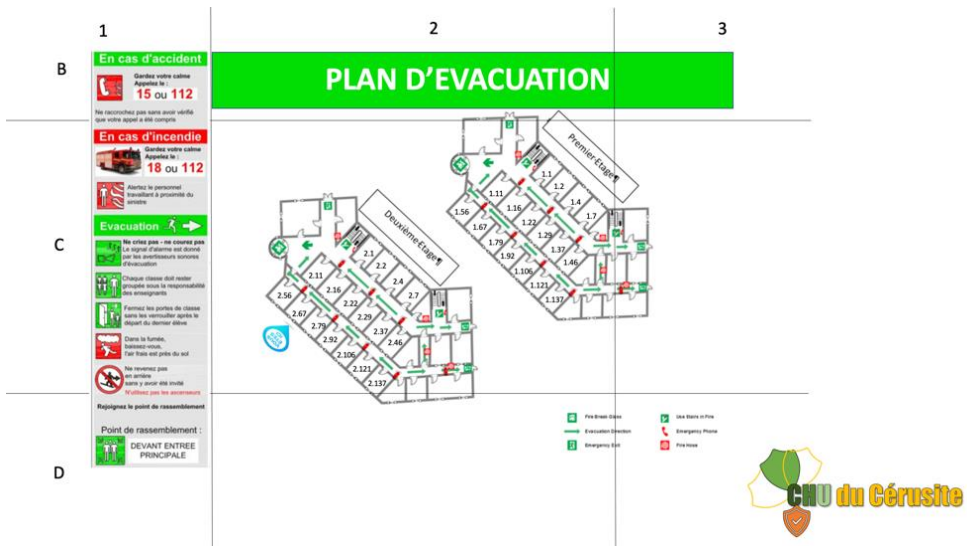 1
2
3
B
C
D
PLAN D’EVACUATION
En cas d'accident
Gardez votre calme
Appelez le :
15 ou 112
Ne raccrochez pas sans avoir vérifié
que votre appel a été compris
En cas d'incendie
Gardez votre calme
Appelez le :
18 ou 112
Alertez le personnel
travaillant à proximité du
sinistre
Evacuation
Ne criez pas - ne courez pas
Le signal d'alarme est donné
par les avertisseurs sonores
d'évacuation
Chaque classe doit rester
groupée sous la responsabilité
des enseignants
Fermez les portes de classe
sans les verrouiller après le
départ du dernier élève
Dans la fumée,
baissez-vous,
l'air frais est près du sol
Ne revenez pas
en arrière
sans y avoir été invité
N'utilisez pas les ascenseurs
Rejoignez le point de rassemblement
Point de rassemblement :
DEVANT ENTREE
PRINCIPALE
Deuxième-Etage¶
2.1
2.2
2.4
2.7
2.11
2.16
2.22
2.29
2.37
2.46
2.56
2.67
2.79
2.92
2.106
2.121
2.137
Premier-Etage¶
1.1
1.2
1.4
1.7
1.11
1.16
1.22
1.29
1.37
1.46
1.56
1.67
1.79
1.92
1.106
1.121
1.137
Fire Break Glass
Evacuation Direction
Emergency Exit
Use Stairs in Fire
Emergency Phone
Fire Hose
CHU du Cérusite